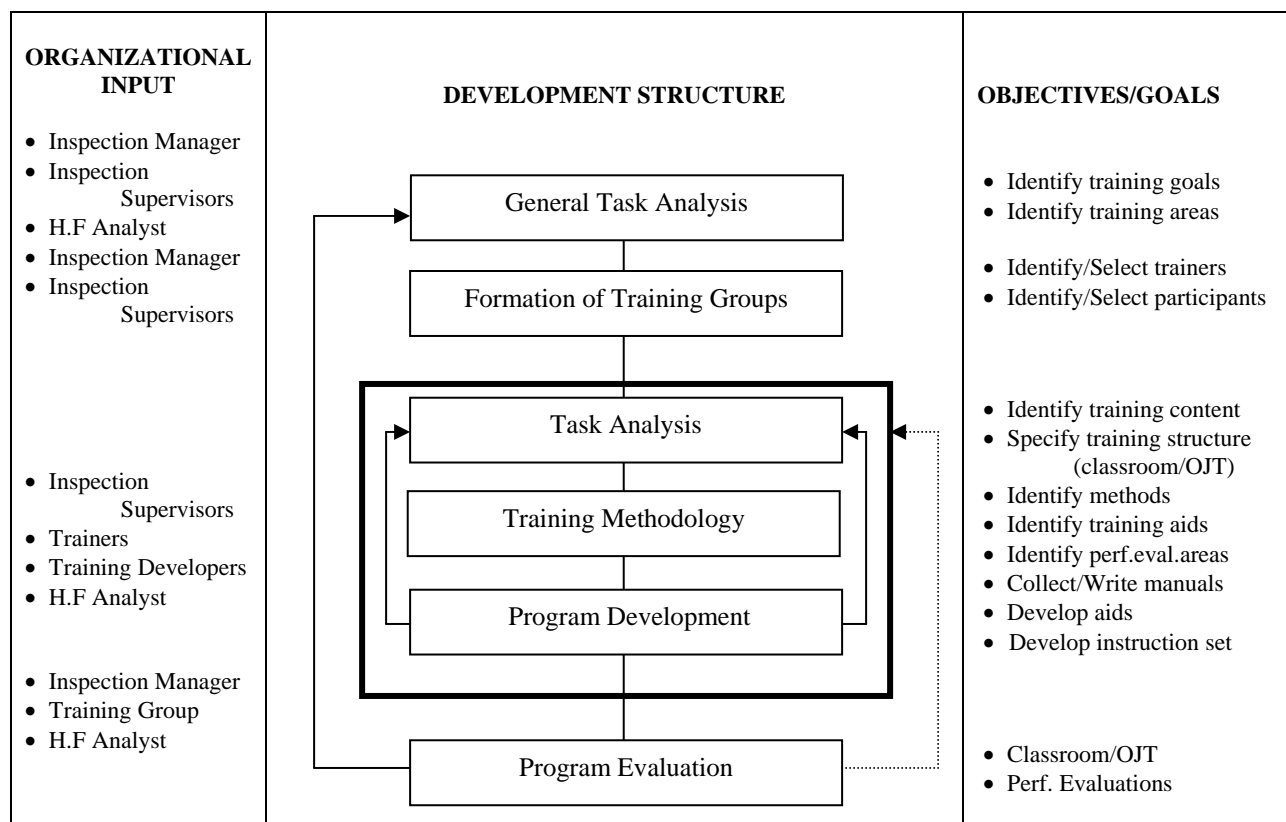 ORGANIZATIONAL
INPUT
• Inspection Manager
• Inspection
Supervisors
• H.F Analyst
• Inspection Manager
• Inspection
Supervisors
• Inspection
Supervisors
• Trainers
• Training Developers
• H.F Analyst
• Inspection Manager
• Training Group
• H.F Analyst
DEVELOPMENT STRUCTURE
General Task Analysis
Formation of Training Groups
Task Analysis
Training Methodology
Program Development
Program Evaluation
OBJECTIVES/GOALS
• Identify training goals
• Identify training areas
• Identify/Select trainers
• Identify/Select participants
• Identify training content
• Specify training structure
(classroom/OJT)
• Identify methods
• Identify training aids
• Identify perf.eval.areas
• Collect/Write manuals
• Develop aids
• Develop instruction set
• Classroom/OJT
• Perf. Evaluations